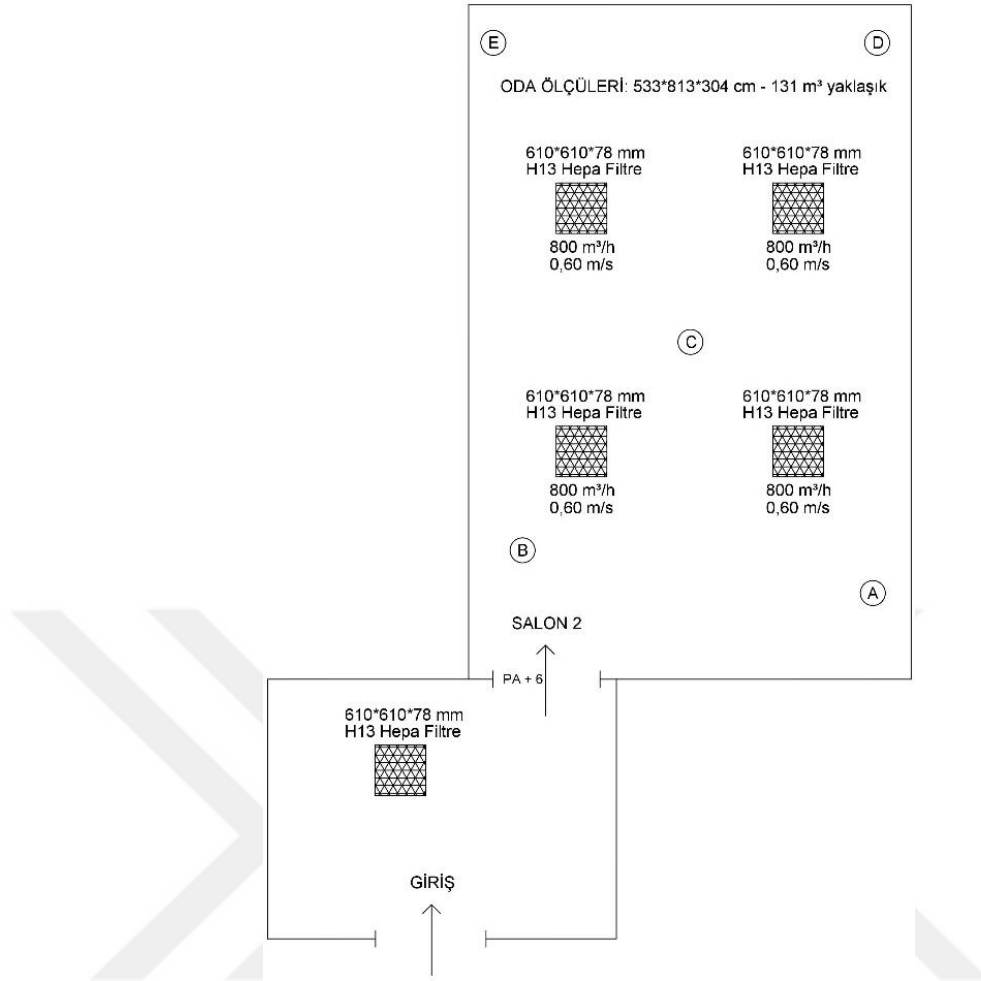 E
D
ODA ÖLÇÜLERİ: 533*813*304 cm - 131 m³ yaklaşık
610*610*78 mm
H13 Hepa Filtre
800 m³/h
0,60 m/s
610*610*78 mm
H13 Hepa Filtre
800 m³/h
0,60 m/s
C
610*610*78 mm
H13 Hepa Filtre
800 m³/h
0,60 m/s
610*610*78 mm
H13 Hepa Filtre
800 m³/h
0,60 m/s
B
A
SALON 2
PA + 6
610*610*78 mm
H13 Hepa Filtre
GİRİŞ